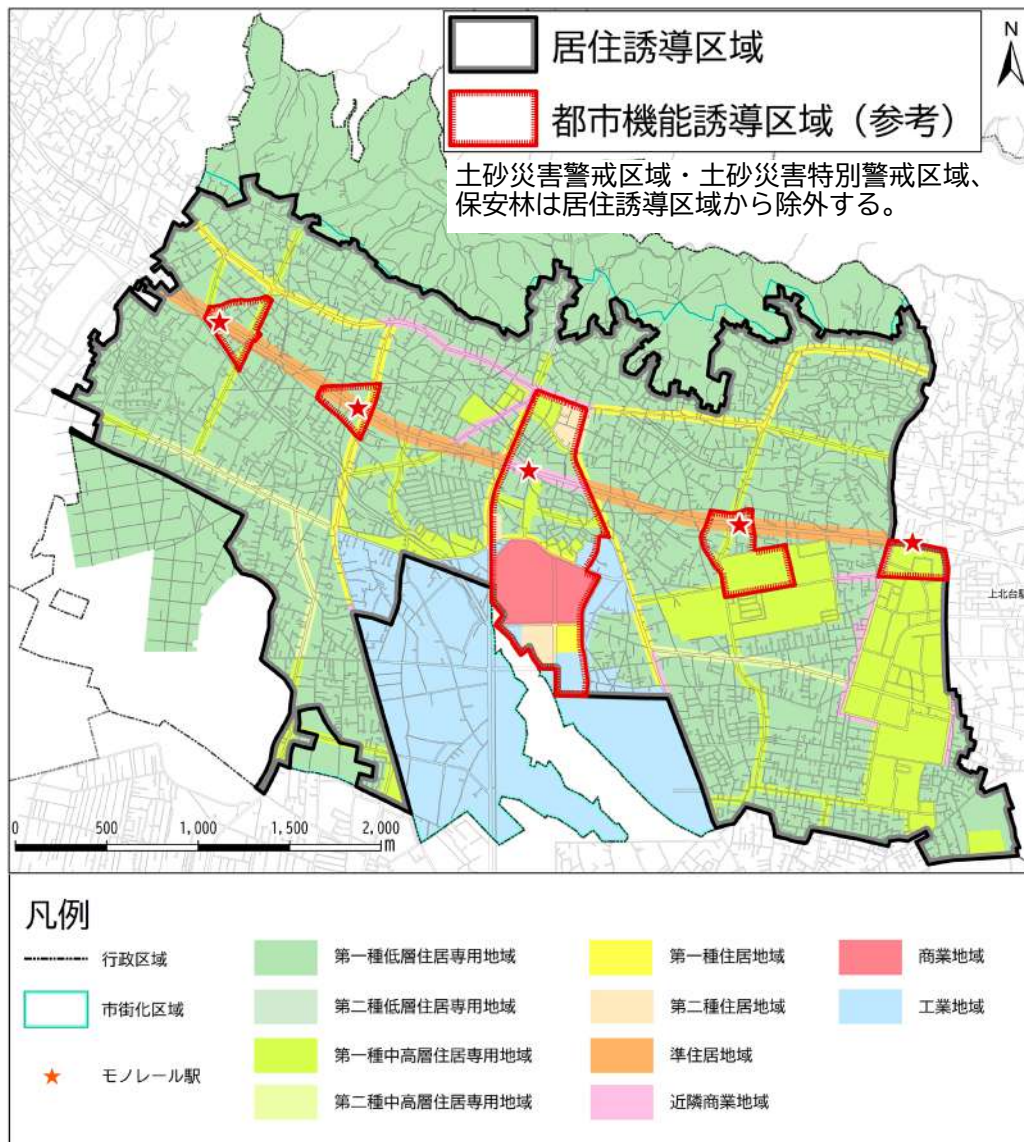 居住誘導区域
N
都市機能誘導区域（参考）
土砂災害警戒区域・土砂災害特別警戒区域、
保安林は居住誘導区域から除外する。
上北台駅
0 500 1,000 1,500 2,000
m
凡例
行政区域
市街化区域
モノレール駅
第一種低層住居専用地域
第二種低層住居専用地域
第一種中高層住居専用地域
第二種中高層住居専用地域
第一種住居地域
第二種住居地域
準住居地域
近隣商業地域
商業地域
工業地域